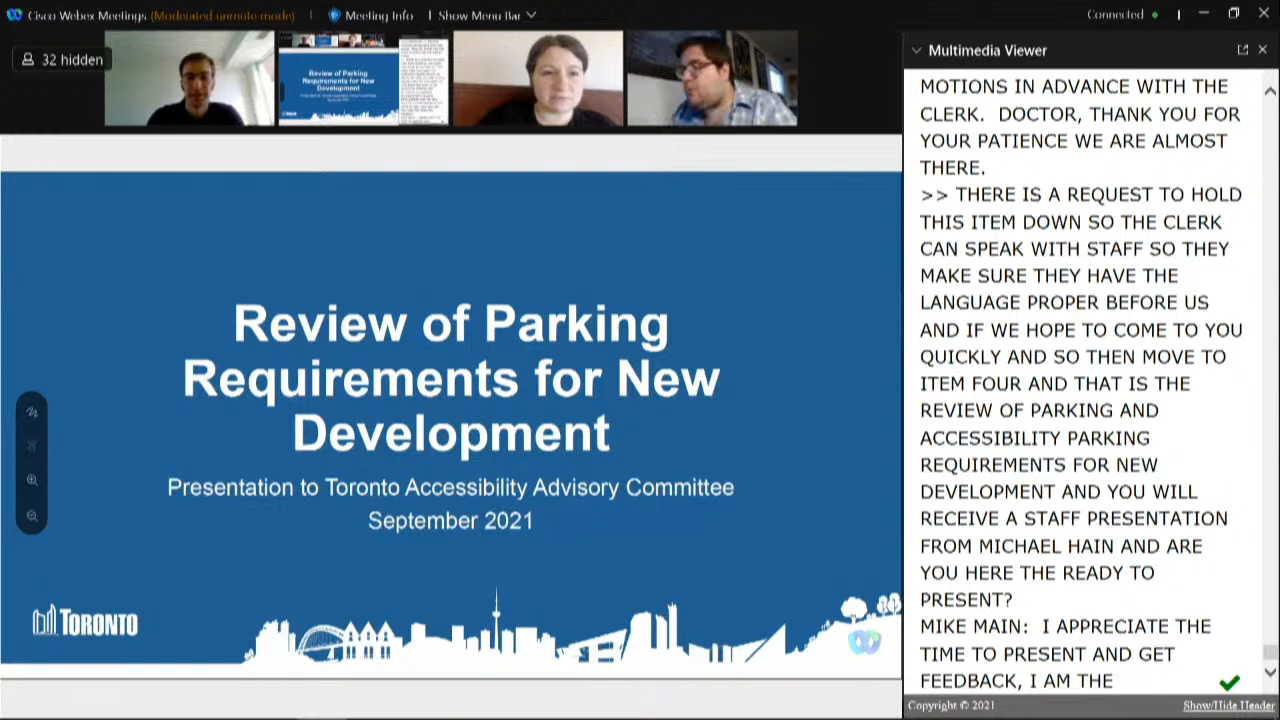 Cisco Webex Meetings (Moderated unmute mode)
Meeting Info
Show Menu Bar
Connected
32 hidden
Review of Parking
Requirements for New
Development
Review of Parking
Requirements for New
Development
Presentation to Toronto Accessibility Advisory Committee
September 2021
TORONTO
Multimedia Viewer
MOTIONS IN ADVANCE WITH THE
CLERK. DOCTOR, THANK YOU FOR
YOUR PATIENCE WE ARE ALMOST
THERE.
>> THERE IS A REQUEST TO HOLD
THIS ITEM DOWN SO THE CLERK
CAN SPEAK WITH STAFF SO THEY
MAKE SURE THEY HAVE THE
LANGUAGE PROPER BEFORE US
AND IF WE HOPE TO COME TO YOU
QUICKLY AND SO THEN MOVE TO
ITEM FOUR AND THAT IS THE
REVIEW OF PARKING AND
ACCESSIBILITY PARKING
REQUIREMENTS FOR NEW
DEVELOPMENT AND YOU WILL
RECEIVE A STAFF PRESENTATION
FROM MICHAEL HAIN AND ARE
YOU HERE THE READY TO
PRESENT?
MIKE MAIN: I APPRECIATE THE
TIME TO PRESENT AND GET
FEEDBACK, I AM THE
Copyright © 2021
Show/Hide Header